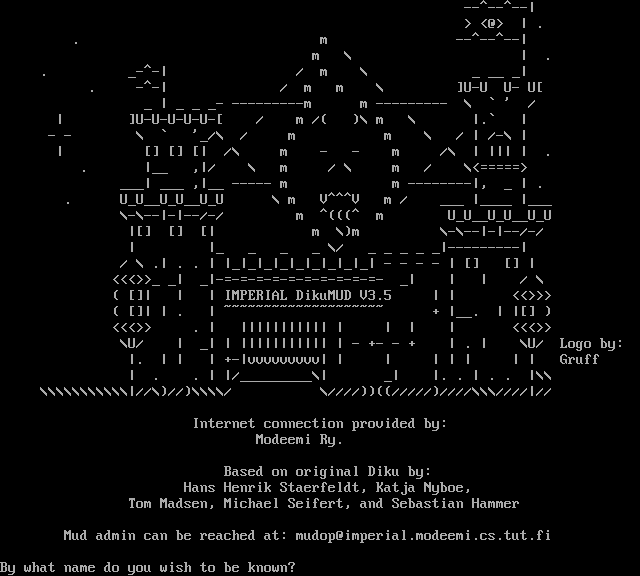 IMPERIAL DikuMUD V3.5
Logo by:
Gruff
Internet connection provided by:
Modeemi Ry.
Based on original Diku by:
Hans Henrik Staerfeldt, Katja Nyboe,
Tom Madsen, Michael Seifert, and Sebastian Hammer
Mud admin can be reached at: mudop@imperial.modeemi.cs.tut.fi
By what name do you wish to be known?